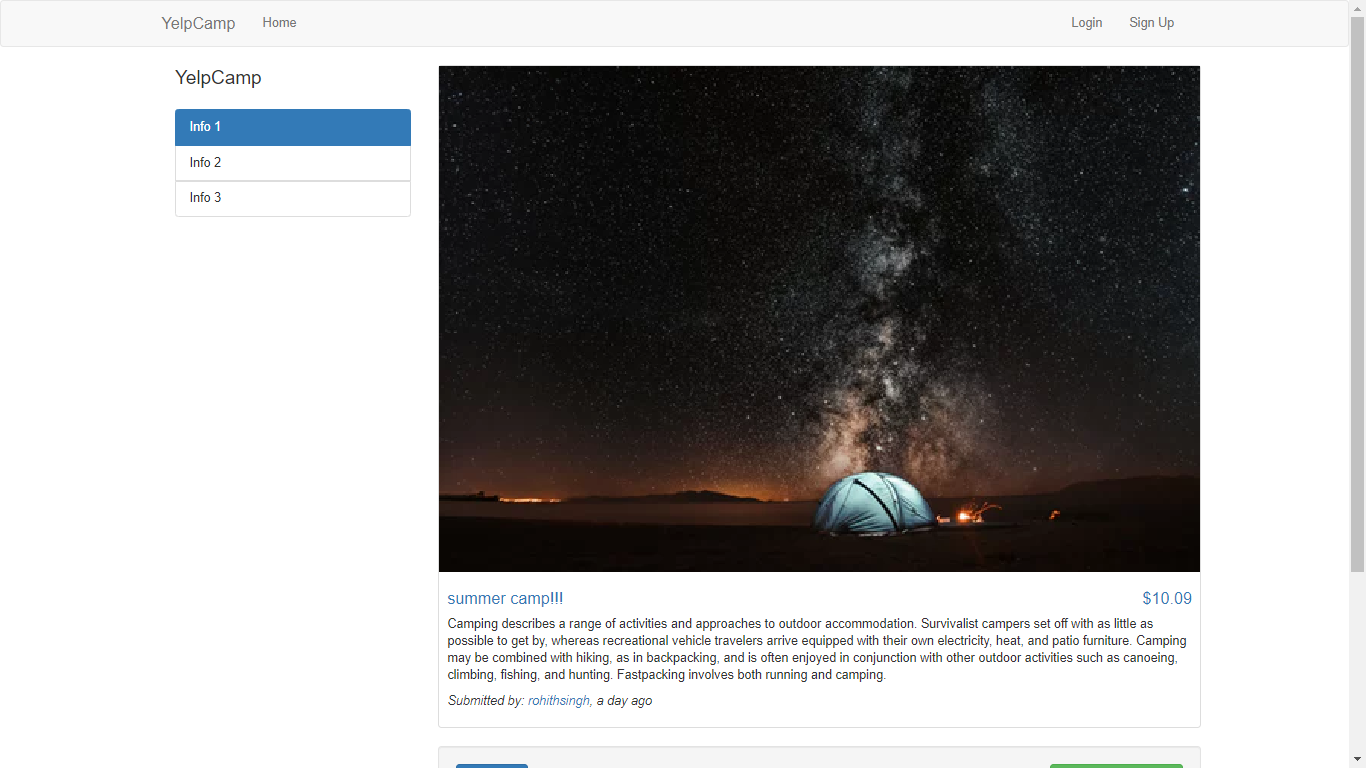 YelpCamp Home Login Sign Up
YelpCamp
Info 1
Info 2
Info 3
summer camp!!! $10.09
Camping describes a range of activities and approaches to outdoor accommodation. Survivalist campers set off with as little as
possible to get by, whereas recreational vehicle travelers arrive equipped with their own electricity, heat, and patio furniture. Camping
may be combined with hiking, as in backpacking, and is often enjoyed in conjunction with other outdoor activities such as canoeing,
climbing, fishing, and hunting. Fastpacking involves both running and camping.
Submitted by: rohithsingh, a day ago